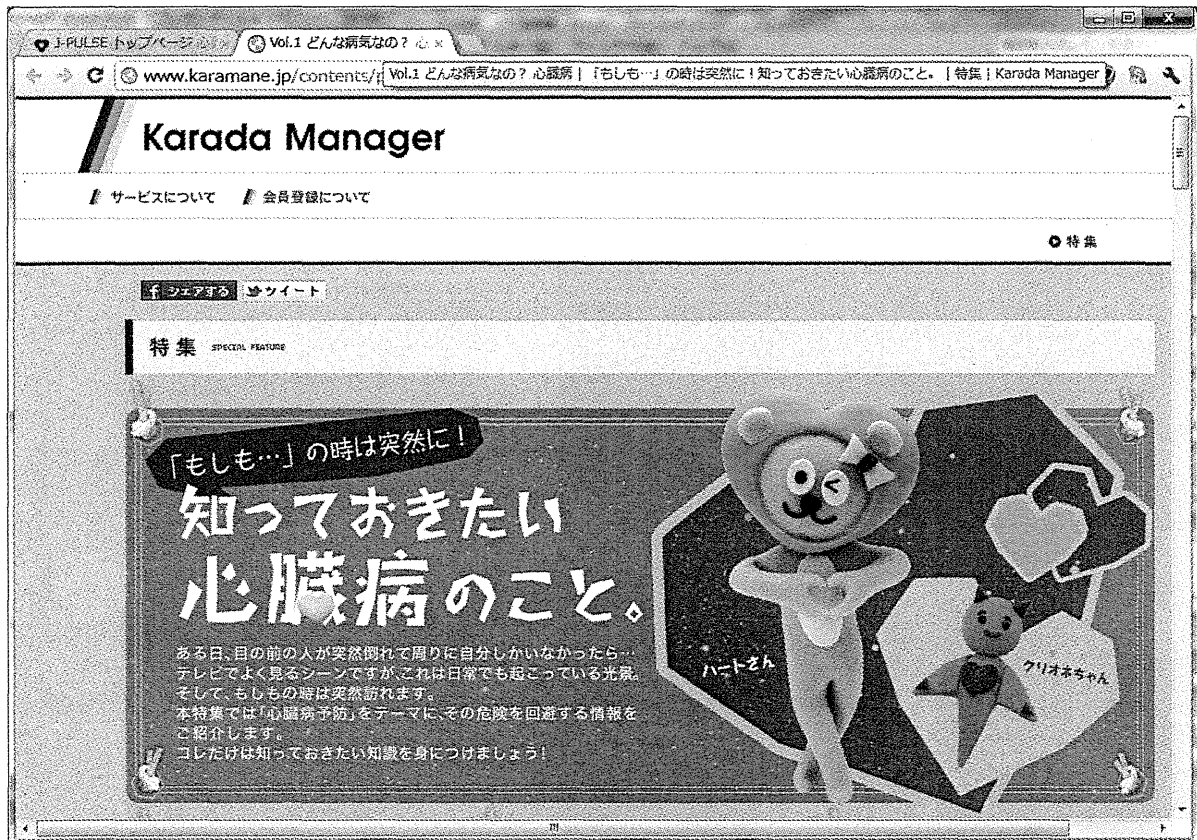 J-PULSE トップページ
Vol.1 どんな病気なの? 心
www.karamane.jp/contents/
Vol.1 どんな病気なの? 心臓病 | 「もしも…」の時は突然に!知っておきたい心臓病のこと。 | 特集 | Karada Manager
Karada Manager
サービスについて 会員登録について
特集
シェアする ツイート
特集 SPECIAL FEATURE
「もしも…」の時は突然に!
知っておきたい
心臓病のこと。
ある日、目の前の人が突然倒れて周りに自分しかいなかったら…
テレビでよく見るシーンですが、これは日常でも起こっている光景。
そして、もしもの時は突然訪れます。
本特集では「心臓病予防」をテーマに、その危険を回避する情報を
ご紹介します。
コレだけは知っておきたい知識を身につけましょう!
ハートさん
クリオネちゃん